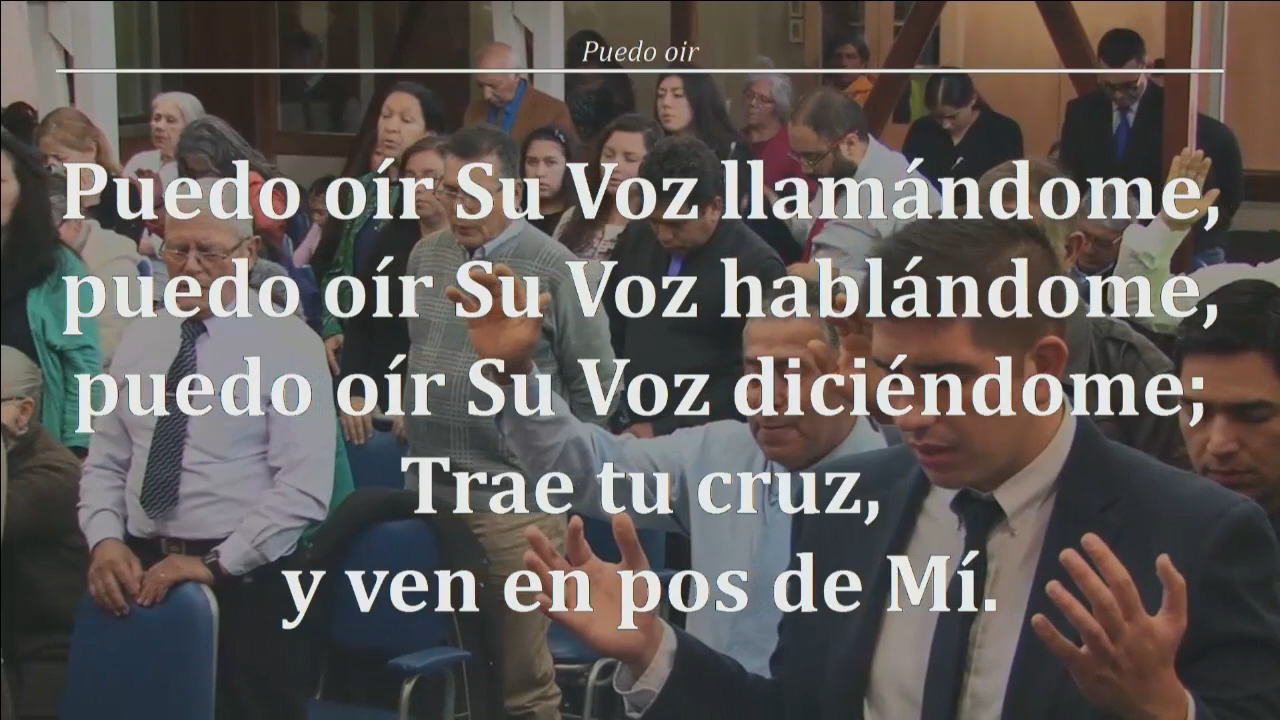 Puedo oir
Puedo oír Su Voz llamándome,
puedo oír Su Voz hablándome,
puedo oír Su Voz diciéndome;
Trae tu cruz,
y ven en pos de Mí.